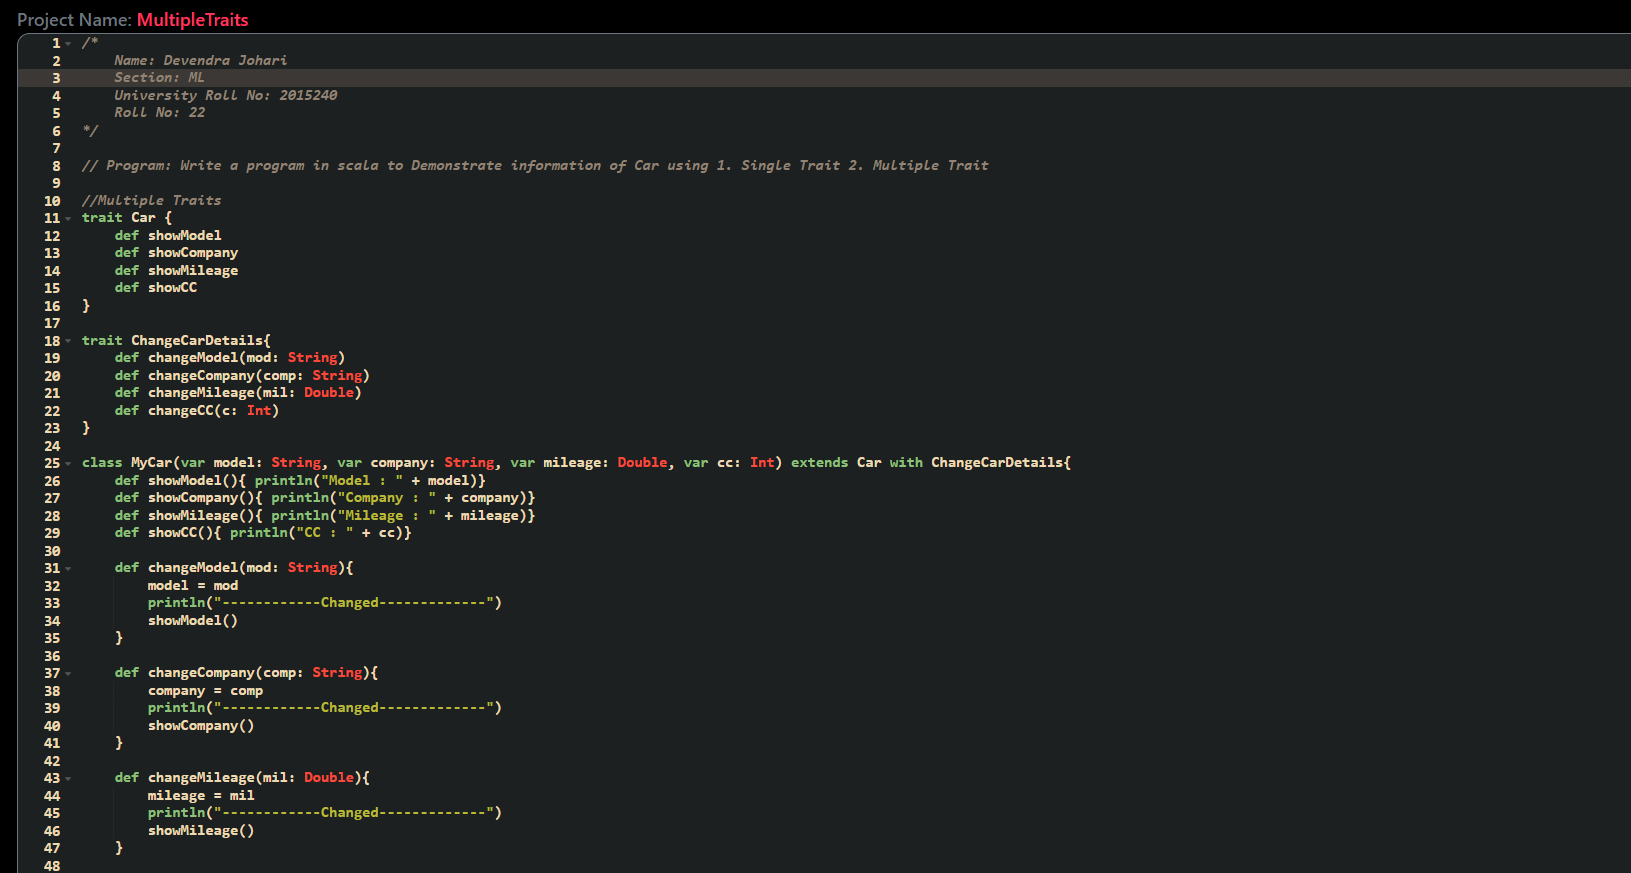 Project Name: MultipleTraits
1 /*
2     Name: Devendra Johari
3     Section: ML
4     University Roll No: 2015240
5     Roll No: 22
6 */
7
8 // Program: Write a program in scala to Demonstrate information of Car using 1. Single Trait 2. Multiple Trait
9
10 //Multiple Traits
11 trait Car {
12     def showModel
13     def showCompany
14     def showMileage
15     def showCC
16 }
17
18 trait ChangeCarDetails{
19     def changeModel(mod: String)
20     def changeCompany(comp: String)
21     def changeMileage(mil: Double)
22     def changeCC(c: Int)
23 }
24
25 class MyCar(var model: String, var company: String, var mileage: Double, var cc: Int) extends Car with ChangeCarDetails{
26     def showModel(){ println("Model : " + model)}
27     def showCompany(){ println("Company : " + company)}
28     def showMileage(){ println("Mileage : " + mileage)}
29     def showCC(){ println("CC : " + cc)}
30
31     def changeModel(mod: String){
32         model = mod
33         println("------------Changed-------------")
34         showModel()
35     }
36
37     def changeCompany(comp: String){
38         company = comp
39         println("------------Changed-------------")
40         showCompany()
41     }
42
43     def changeMileage(mil: Double){
44         mileage = mil
45         println("------------Changed-------------")
46         showMileage()
47     }
48